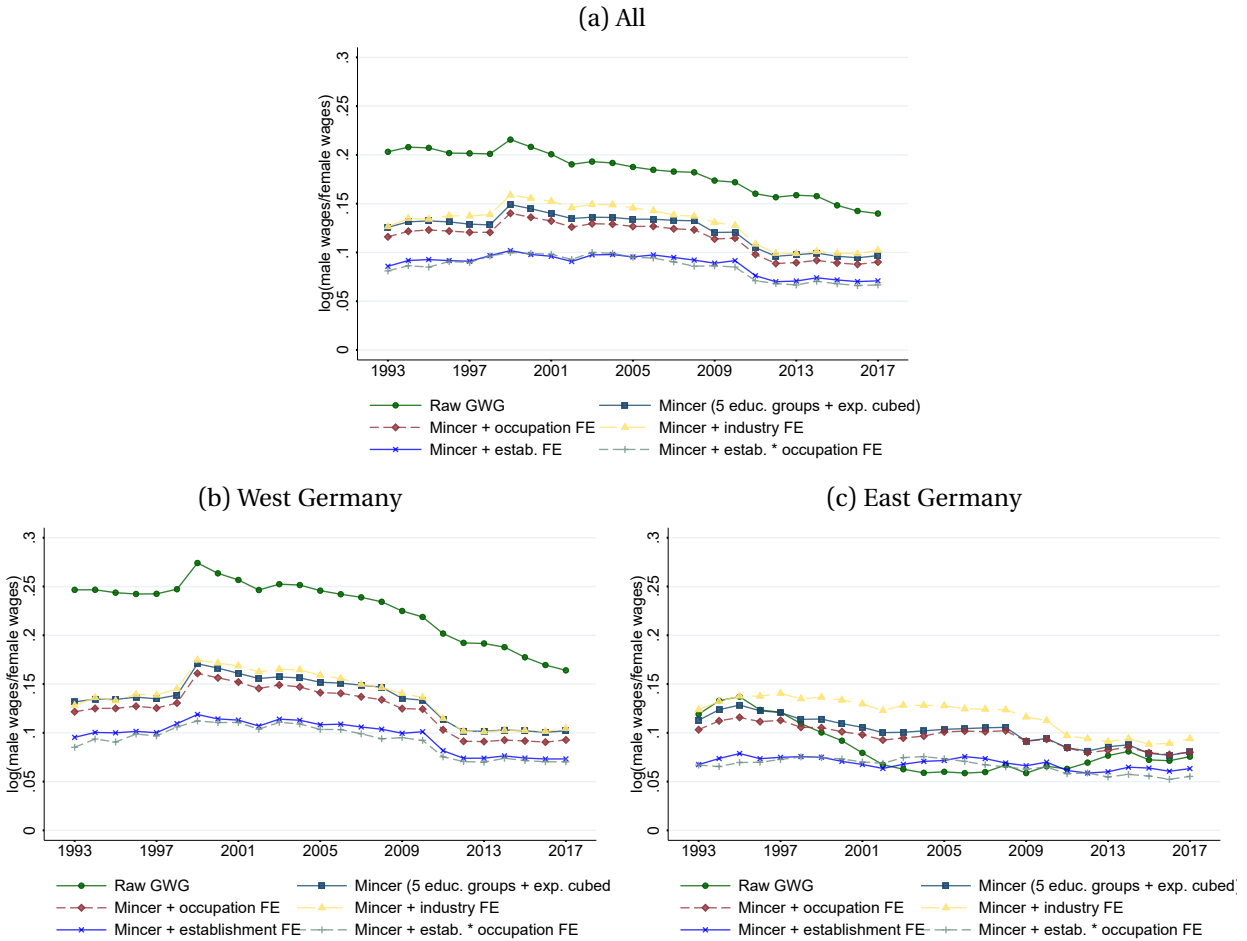 (a) All
log(male wages/female wages)
.3
.25
.2
.15
.1
.05
0
1993 1997 2001 2005 2009 2013 2017
Raw GWG Mincer (5 educ. groups + exp. cubed)
Mincer + occupation FE Mincer + industry FE
Mincer + estab. FE Mincer + estab. * occupation FE
(b) West Germany
log(male wages/female wages)
.3
.25
.2
.15
.1
.05
0
1993 1997 2001 2005 2009 2013 2017
Raw GWG Mincer (5 educ. groups + exp. cubed
Mincer + occupation FE Mincer + industry FE
Mincer + establishment FE Mincer + estab. * occupation FE
(c) East Germany
log(male wages/female wages)
.3
.25
.2
.15
.1
.05
0
1993 1997 2001 2005 2009 2013 2017
Raw GWG Mincer (5 educ. groups + exp. cubed)
Mincer + occupation FE Mincer + industry FE
Mincer + establishment FE Mincer + estab. * occupation FE